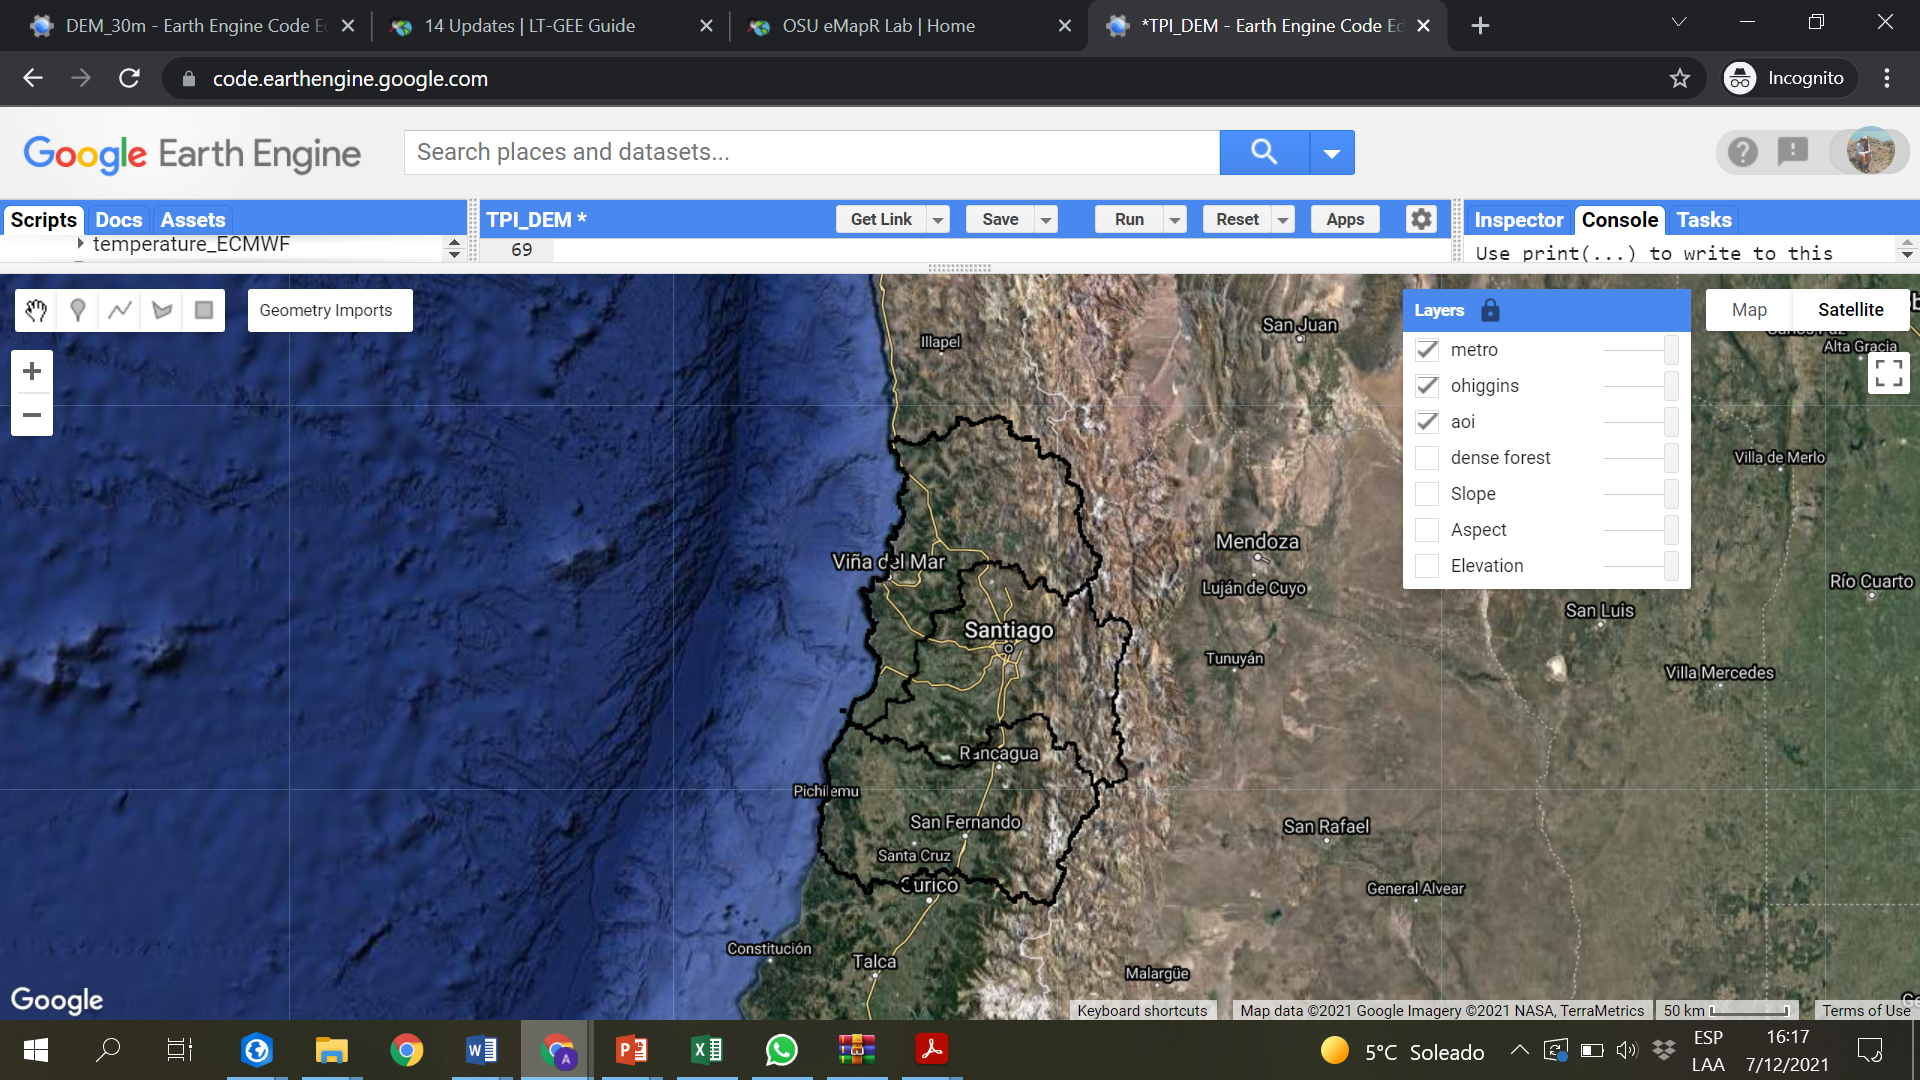 DEM_30m - Earth Engine Code E
14 Updates | LT-GEE Guide
OSU eMapR Lab | Home
*TPI_DEM - Earth Engine Code Ed
code.earthengine.google.com
Incognito
Google Earth Engine
Search places and datasets...
Scripts Docs Assets
TPI_DEM *
Get Link
Save
Run
Reset
Apps
Inspector Console Tasks
temperature_ECMWF
69
Use print(...) to write to this
Geometry Imports
Layers
metro
ohiggins
aoi
dense forest
Slope
Aspect
Elevation
Map
Satellite
Alta Gracia
San Juan
Illapel
Villa de Merlo
Viña del Mar
Mendoza
Luján de Cuyo
Río Cuarto
San Luis
Santiago
Tunuyán
Villa Mercedes
Rancagua
Pichilemu
San Fernando
San Rafael
Santa Cruz
Curico
General Alvear
Constitución
Talca
Malargüe
Google
Keyboard shortcuts
Map data ©2021 Google Imagery ©2021 NASA, TerraMetrics
50 km
Terms of Use
5°C Soleado
ESP
LAA
16:17
7/12/2021